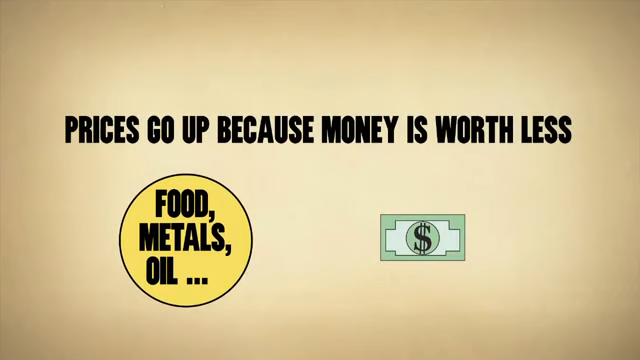 PRICES GO UP BECAUSE MONEY IS WORTH LESS
FOOD,
METALS,
OIL ...
$